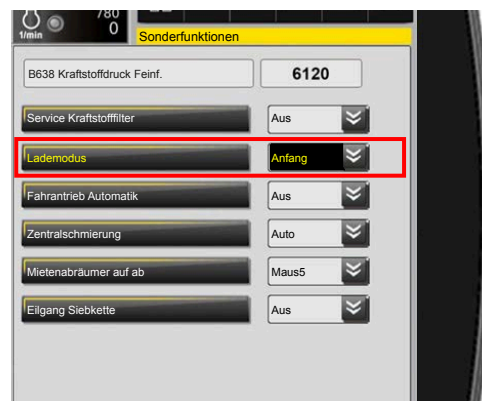 780
1/min 0
Sonderfunktionen
B638 Kraftstoffdruck Feinf. 6120
Service Kraftstofffilter Aus
Lademodus Anfang
Fahrantrieb Automatik Aus
Zentralschmierung Auto
Mietenabräumer auf ab Maus5
Eilgang Siebkette Aus